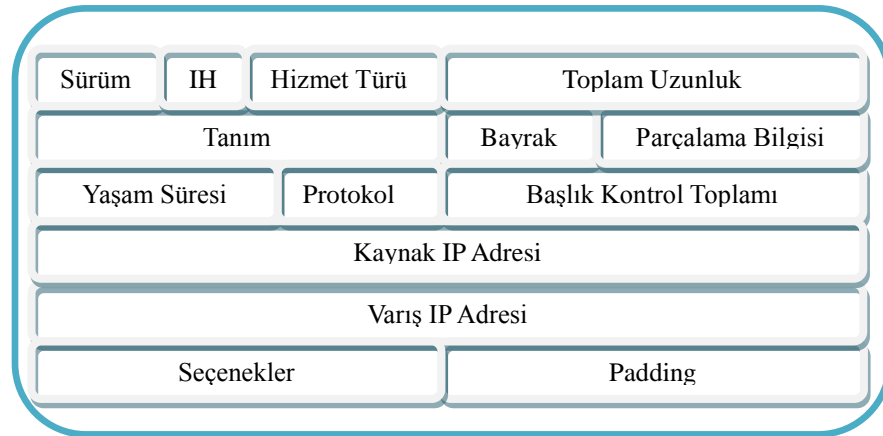 Sürüm IH Hizmet Türü Toplam Uzunluk
Tanım Bayrak Parçalama Bilgisi
Yaşam Süresi Protokol Başlık Kontrol Toplamı
Kaynak IP Adresi
Varış IP Adresi
Seçenekler Padding